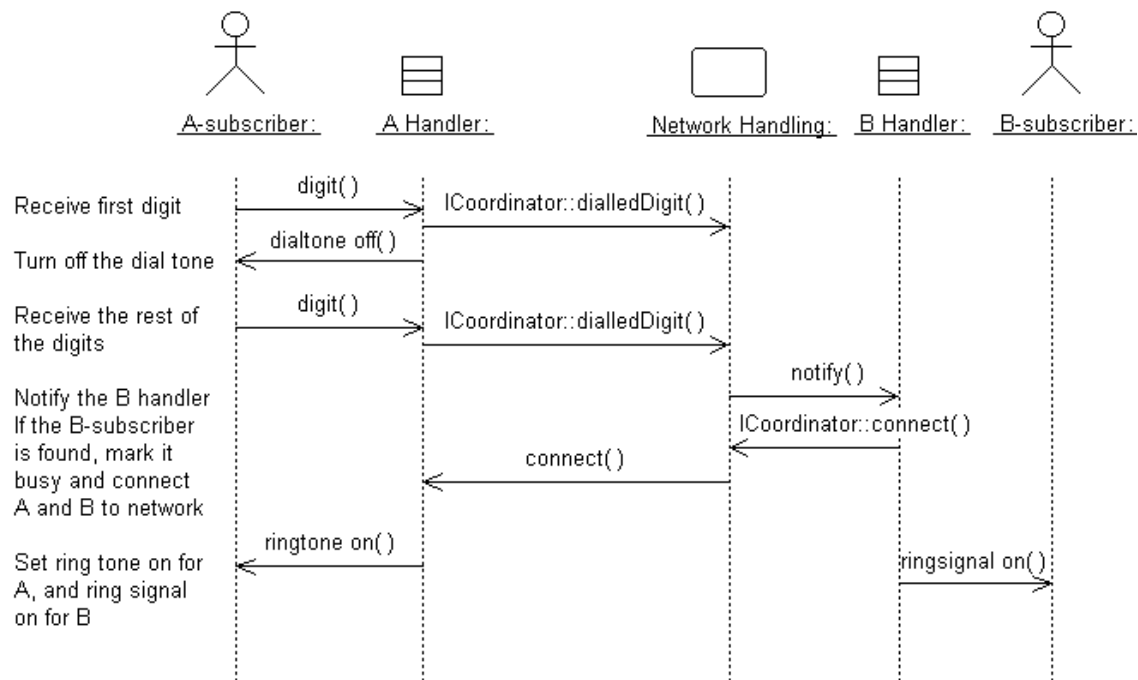 A-subscriber:
A Handler:
Network Handling:
B Handler:
B-subscriber:
digit( )
Receive first digit
ICoordinator::dialledDigit( )
dialtone off( )
Turn off the dial tone
digit( )
Receive the rest of
the digits
ICoordinator::dialledDigit( )
notify( )
Notify the B handler
If the B-subscriber
is found, mark it
busy and connect
A and B to network
ICoordinator::connect( )
connect( )
ringtone on( )
Set ring tone on for
A, and ring signal
on for B
ringsignal on( )